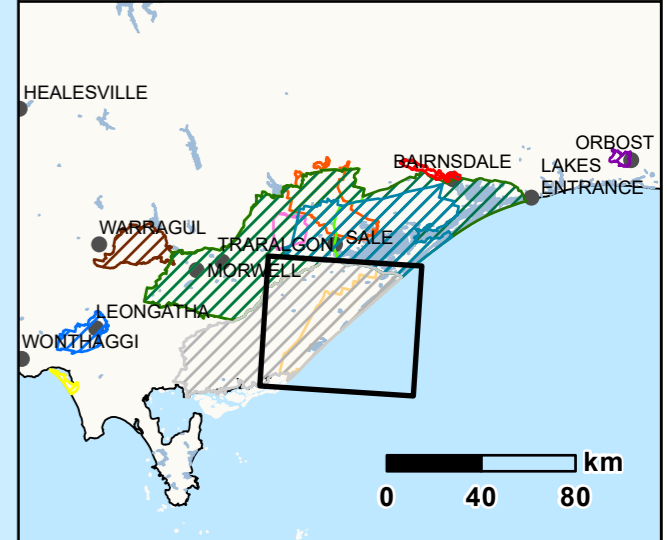 HEALESVILLE
ORBOST
BAIRNSDALE
LAKES
ENTRANCE
WARRAGUL
TRARALGON
SALE
MORWELL
LEONGATHA
WONTHAGGI
km
0 40 80